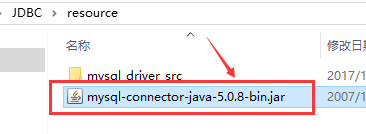 JDBC > resource
名称
修改日期
mysql_driver_src 2017/1
mysql-connector-java-5.0.8-bin.jar 2007/1